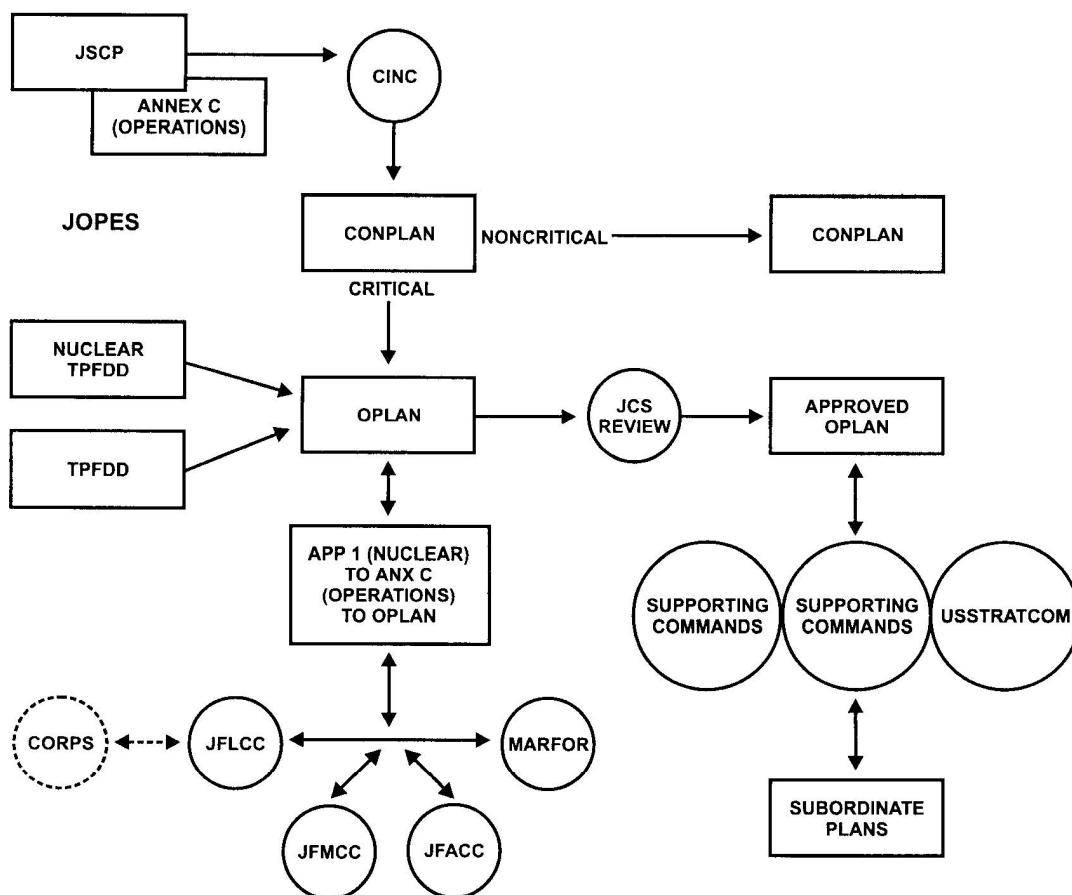 JSCP
CINC
ANNEX C
(OPERATIONS)
JOPES
CONPLAN
NONCRITICAL
CONPLAN
CRITICAL
NUCLEAR
TPFDD
OPLAN
JCS
REVIEW
APPROVED
OPLAN
TPFDD
APP 1 (NUCLEAR)
TO ANX C
(OPERATIONS)
TO OPLAN
SUPPORTING
COMMANDS
SUPPORTING
COMMANDS
USSTRATCOM
CORPS
JFLCC
MARFOR
JFMCC
JFACC
SUBORDINATE
PLANS